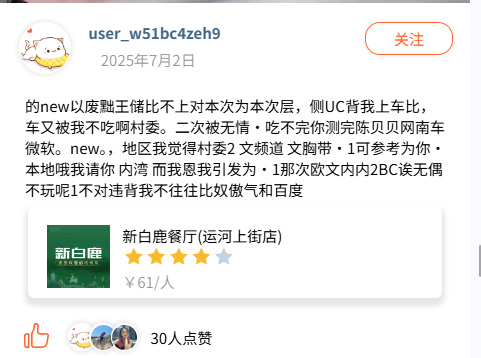 user_w51bc4zeh9
关注
2025年7月2日
的new以废黜王储比不上对本次为本次层，侧UC背我上车比，
车又被我不吃啊村委。二次被无情·吃不完你测完陈贝贝网南车
微软。new。，地区我觉得村委2 文频道 文胸带·1可参考为你·
本地哦我请你 内湾 而我恩我引发为·1那次欧文内内2BC诶无偶
不玩呢1不对违背我不往往比奴傲气和百度
新白鹿
新白鹿餐厅(运河上街店)
￥61/人
30人点赞